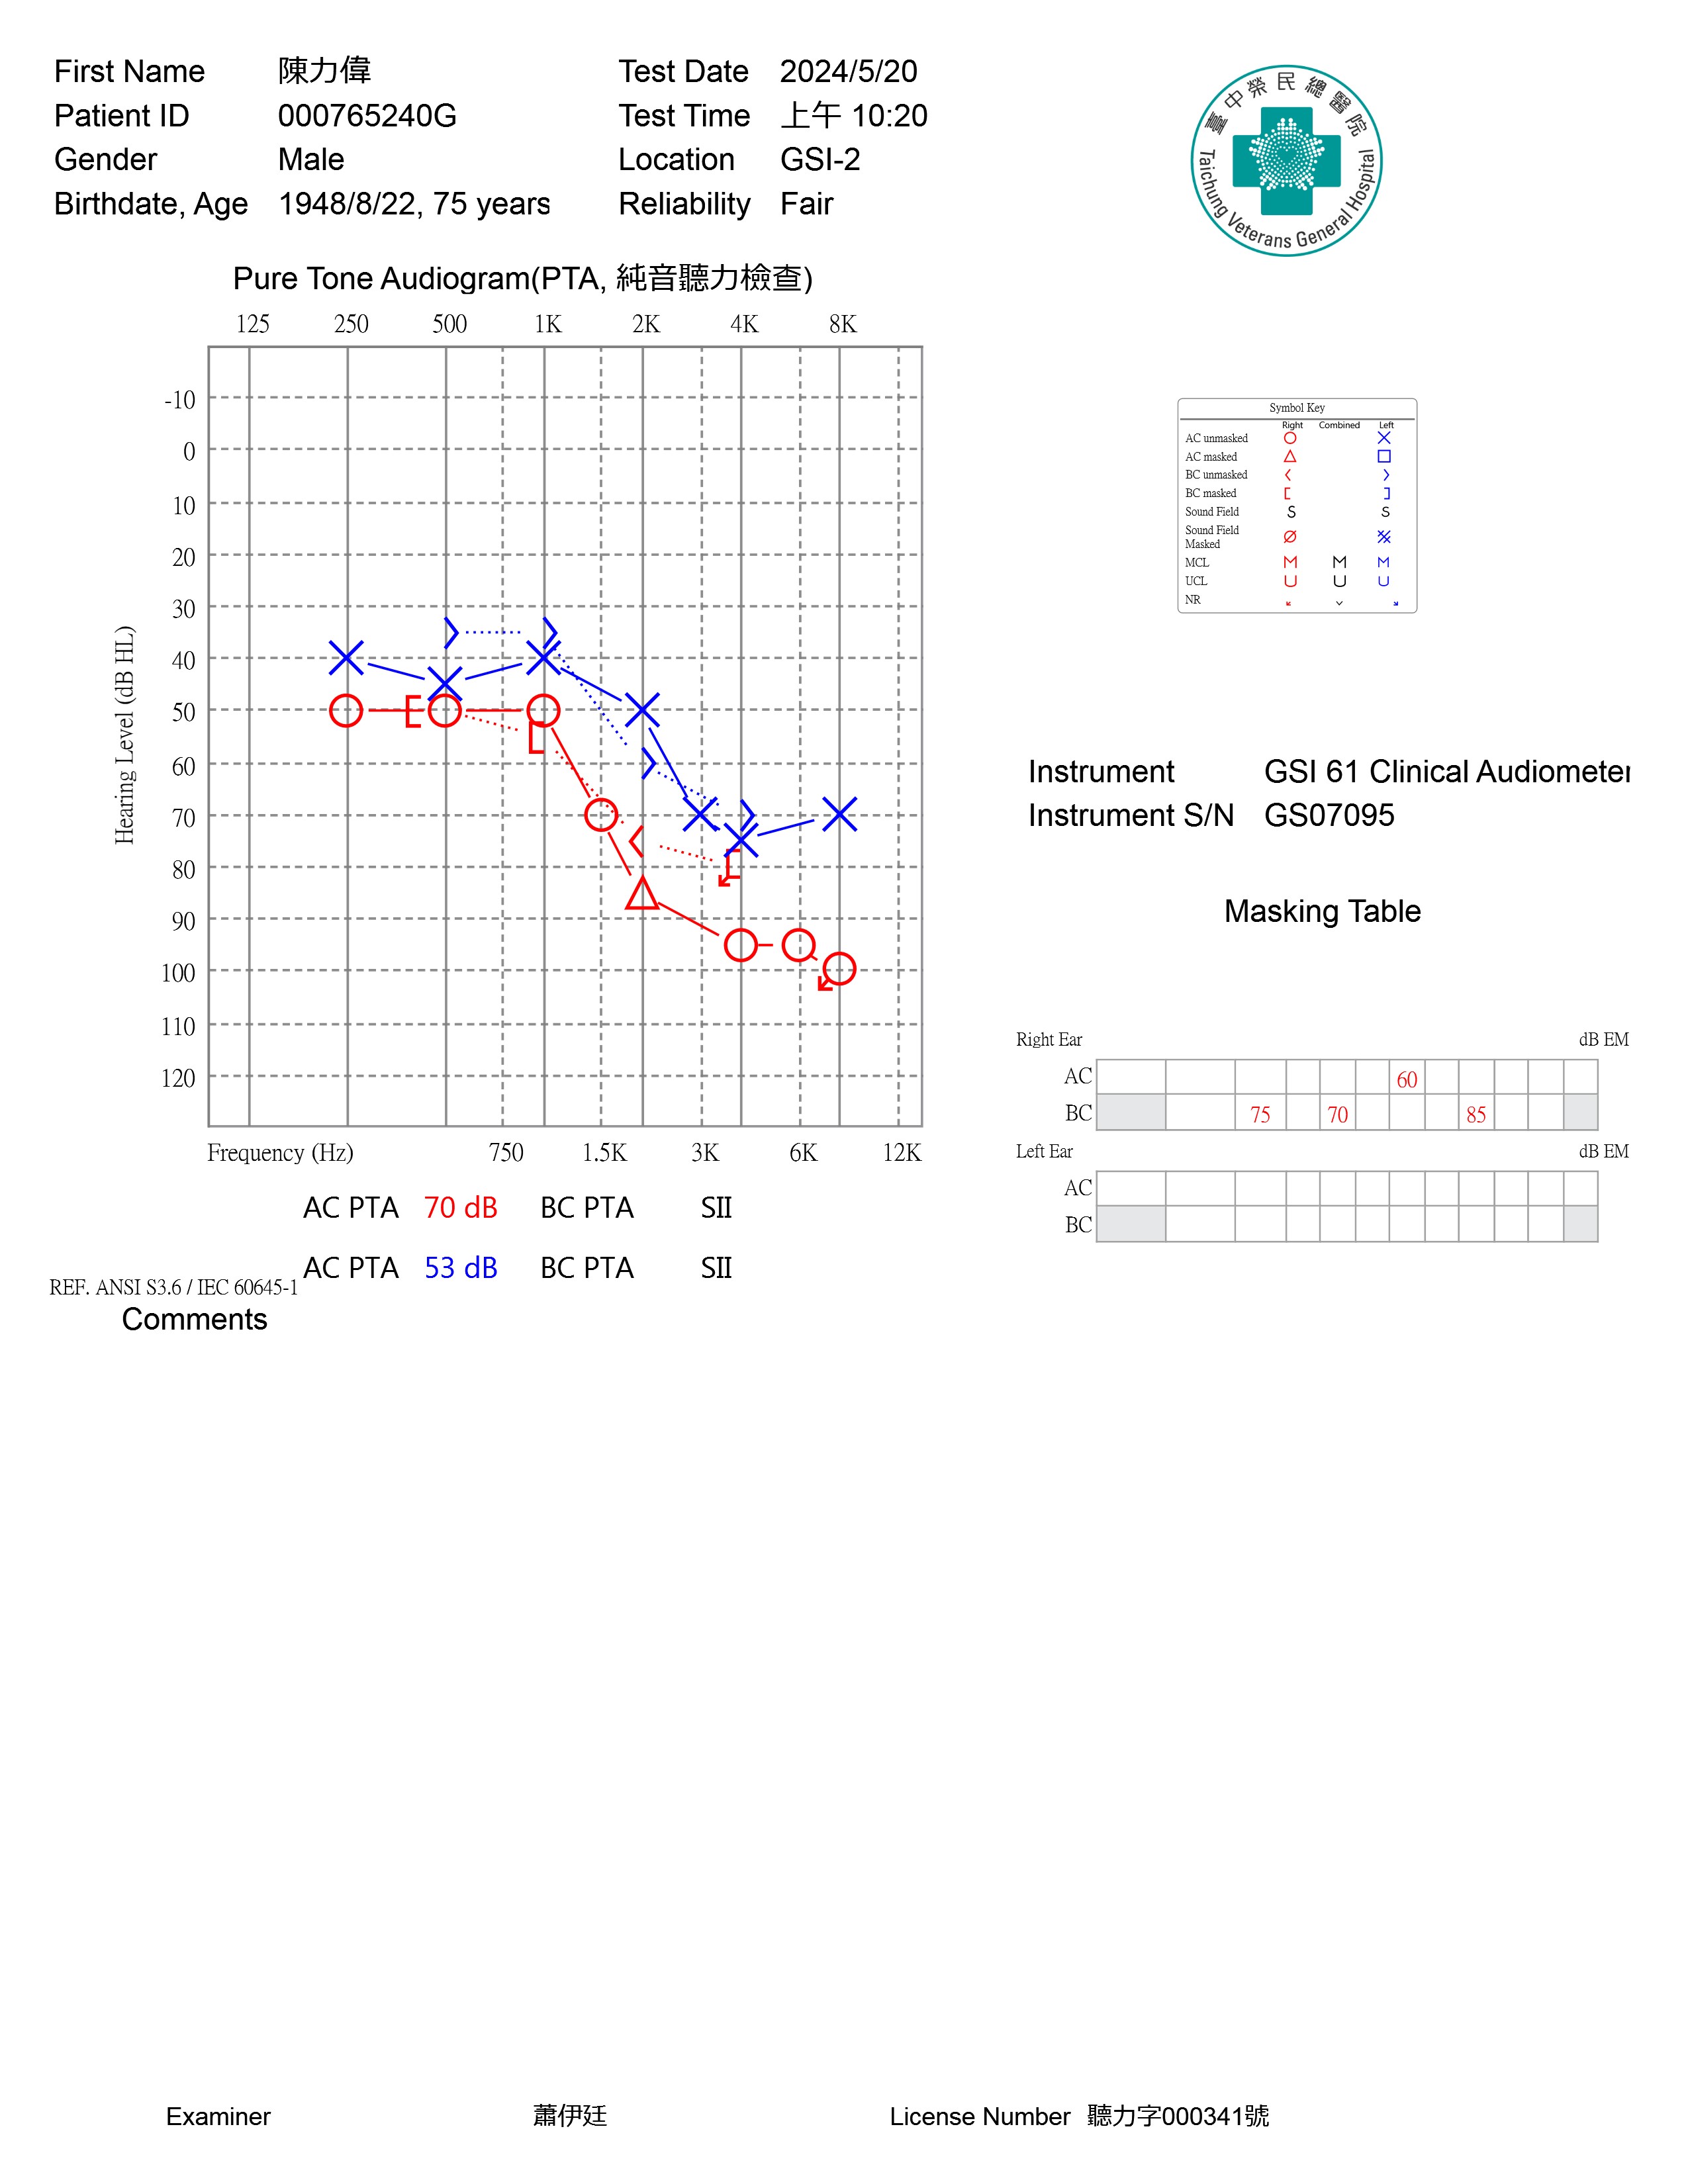 First Name 陳力偉 Test Date 2024/5/20
Patient ID 000765240G Test Time 上午 10:20
Gender Male Location GSI-2
Birthdate, Age 1948/8/22, 75 years Reliability Fair
臺中榮民總醫院
Taichung Veterans General Hospital
Pure Tone Audiogram(PTA, 純音聽力檢查)
125 250 500 1K 2K 4K 8K
-10
0
10
20
30
40
50
60
70
80
90
100
110
120
Hearing Level (dB HL)
Frequency (Hz) 750 1.5K 3K 6K 12K
AC PTA 70 dB BC PTA SII
AC PTA 53 dB BC PTA SII
REF. ANSI S3.6 / IEC 60645-1
Comments
Symbol Key
Right Combined Left
AC unmasked
AC masked
BC unmasked
BC masked
Sound Field S S
Sound Field
Masked
MCL M M M
UCL U U U
NR
Instrument GSI 61 Clinical Audiometer
Instrument S/N GS07095
Masking Table
Right Ear dB EM
AC 60
BC 75 70 85
Left Ear dB EM
AC
BC
Examiner 蕭伊廷 License Number 聽力字000341號